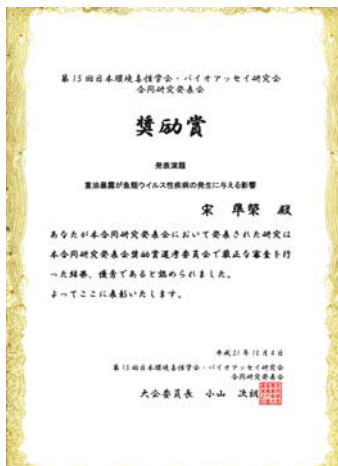 第15回日本環境毒性学会・バイオアッセイ研究会
合同研究発表会
奨励賞
発表演題
重油暴露が魚類ウイルス性疾病の発生に与える影響
宋 準榮 殿
あなたが本合同研究発表会において発表された研究は
本合同研究発表会奨励賞選考委員会で厳正な審査を行
った結果、優秀であると認められました。
よってここに表彰いたします。
平成21年12月4日
第15回日本環境毒性学会・バイオアッセイ研究会
合同研究発表会
大会委員長 小山 次朗